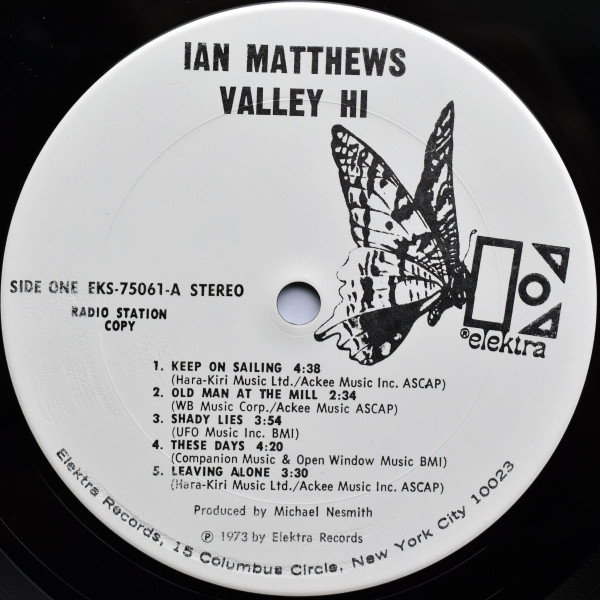 IAN MATTHEWS
VALLEY HI
® elektra
SIDE ONE EKS-75061-A STEREO
RADIO STATION
COPY
1. KEEP ON SAILING 4:38
(Hara-Kiri Music Ltd./Ackee Music Inc. ASCAP)
2. OLD MAN AT THE MILL 2:34
(WB Music Corp./Ackee Music Inc. ASCAP)
3. SHADY LIES 3:54
(UFO Music Inc. BMI)
4. THESE DAYS 4:20
(Companion Music & Open Window Music BMI)
5. LEAVING ALONE 3:30
(Hara-Kiri Music Ltd./Ackee Music Inc. ASCAP)
Produced by Michael Nesmith
℗ 1973 by Elektra Records
Elektra Records, 15 Columbus Circle, New York City 10023